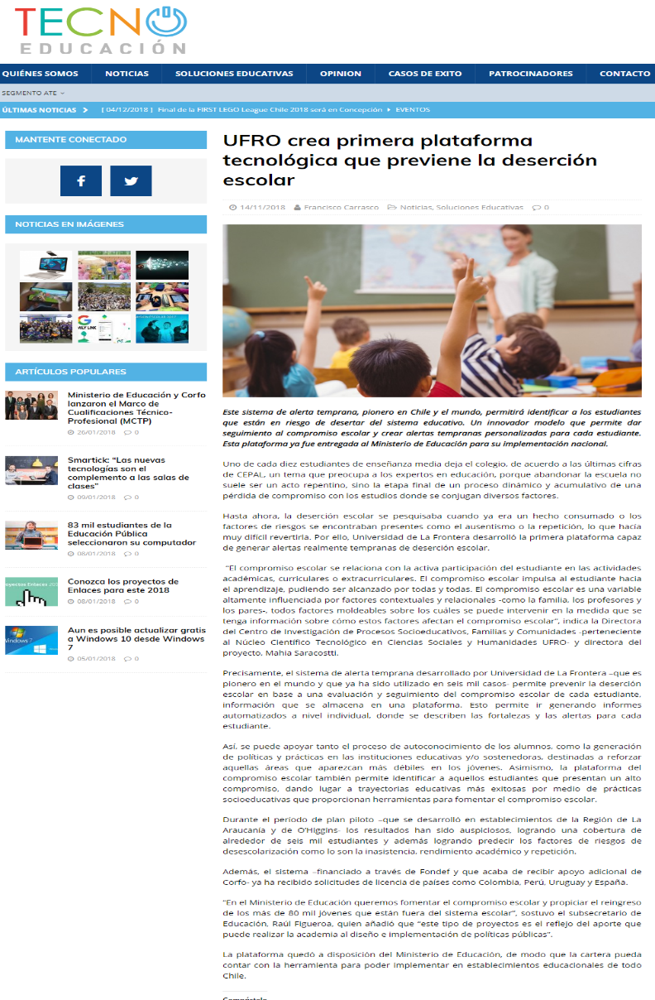 TECNO
EDUCACIÓN
QUIÉNES SOMOS
NOTICIAS
SOLUCIONES EDUCATIVAS
OPINION
CASOS DE EXITO
PATROCINADORES
CONTACTO
SEGMENTO ATE
ÚLTIMAS NOTICIAS
[ 04/12/2018 ] Final de la FIRST LEGO League Chile 2018 será en Concepción
EVENTOS
MANTENTE CONECTADO
NOTICIAS EN IMÁGENES
ARTÍCULOS POPULARES
Ministerio de Educación y Corfo
lanzaron el Marco de
Cualificaciones Técnico-
Profesional (MCTP)
26/01/2018 0
Smartick: “Las nuevas
tecnologías son el
complemento a las salas de
clases”
09/01/2018 0
83 mil estudiantes de la
Educación Pública
seleccionaron su computador
08/01/2018 0
Conozca los proyectos de
Enlaces para este 2018
08/01/2018 0
Aun es posible actualizar gratis
a Windows 10 desde Windows
7
05/01/2018 0
UFRO crea primera plataforma
tecnológica que previene la deserción
escolar
14/11/2018 Francisco Carrasco Noticias, Soluciones Educativas 0
Este sistema de alerta temprana, pionero en Chile y el mundo, permitirá identificar a los estudiantes
que están en riesgo de desertar del sistema educativo. Un innovador modelo que permite dar
seguimiento al compromiso escolar y crear alertas tempranas personalizadas para cada estudiante.
Esta plataforma ya fue entregada al Ministerio de Educación para su implementación nacional.
Uno de cada diez estudiantes de enseñanza media deja el colegio, de acuerdo a las últimas cifras
de CEPAL, un tema que preocupa a los expertos en educación, porque abandonar la escuela no
suele ser un acto repentino, sino la etapa final de un proceso dinámico y acumulativo de una
pérdida de compromiso con los estudios donde se conjugan diversos factores.
Hasta ahora, la deserción escolar se pesquisaba cuando ya era un hecho consumado o los
factores de riesgos se encontraban presentes como el ausentismo o la repetición, lo que hacía
muy difícil revertirla. Por ello, Universidad de La Frontera desarrolló la primera plataforma capaz
de generar alertas realmente tempranas de deserción escolar.
“El compromiso escolar se relaciona con la activa participación del estudiante en las actividades
académicas, curriculares o extracurriculares. El compromiso escolar impulsa al estudiante hacia
el aprendizaje, pudiendo ser alcanzado por todas y todas. El compromiso escolar es una variable
altamente influenciada por factores contextuales y relacionales -como la familia, los profesores y
los pares-, todos factores moldeables sobre los cuáles se puede intervenir en la medida que se
tenga información sobre cómo estos factores afectan el compromiso escolar”, indica la Directora
del Centro de Investigación de Procesos Socioeducativos, Familias y Comunidades -perteneciente
al Núcleo Científico Tecnológico en Ciencias Sociales y Humanidades UFRO- y directora del
proyecto, Mahia Saracostti.
Precisamente, el sistema de alerta temprana desarrollado por Universidad de La Frontera –que es
pionero en el mundo y que ya ha sido utilizado en seis mil casos- permite prevenir la deserción
escolar en base a una evaluación y seguimiento del compromiso escolar de cada estudiante,
información que se almacena en una plataforma. Esto permite ir generando informes
automatizados a nivel individual, donde se describen las fortalezas y las alertas para cada
estudiante.
Así, se puede apoyar tanto el proceso de autoconocimiento de los alumnos, como la generación
de políticas y prácticas en las instituciones educativas y/o sostenedoras, destinadas a reforzar
aquellas áreas que aparezcan más débiles en los jóvenes. Asimismo, la plataforma del
compromiso escolar también permite identificar a aquellos estudiantes que presentan un alto
compromiso, dando lugar a trayectorias educativas más exitosas por medio de prácticas
socioeducativas que proporcionan herramientas para fomentar el compromiso escolar.
Durante el período de plan piloto –que se desarrolló en establecimientos de la Región de La
Araucanía y de O’Higgins- los resultados han sido auspiciosos, logrando una cobertura de
alrededor de seis mil estudiantes y además logrando predecir los factores de riesgos de
desescolarización como lo son la inasistencia, rendimiento académico y repetición.
Además, el sistema –financiado a través de Fondef y que acaba de recibir apoyo adicional de
Corfo- ya ha recibido solicitudes de licencia de países como Colombia, Perú, Uruguay y España.
“En el Ministerio de Educación queremos fomentar el compromiso escolar y propiciar el reingreso
de los más de 80 mil jóvenes que están fuera del sistema escolar”, sostuvo el subsecretario de
Educación, Raúl Figueroa, quien añadió que “este tipo de proyectos es el reflejo del aporte que
puede realizar la academia al diseño e implementación de políticas públicas”.
La plataforma quedó a disposición del Ministerio de Educación, de modo que la cartera pueda
contar con la herramienta para poder implementar en establecimientos educacionales de todo
Chile.